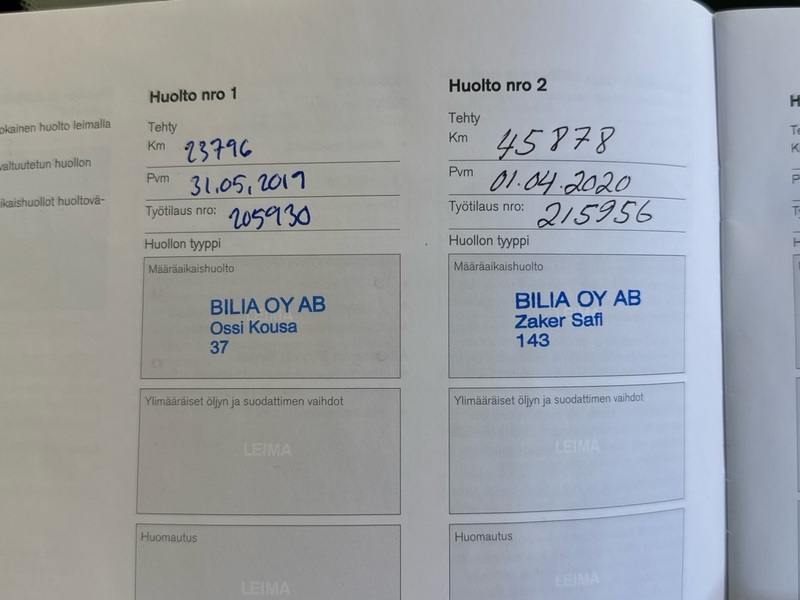 okainen huolto leimalla
valtuutetun huollon
ikaishuollot huoltovä-
Huolto nro 1
Tehty
Km 23796
Pvm 31.05.2019
Työtilaus nro: 205930
Huollon tyyppi
Määräaikaishuolto
BILIA OY AB
Ossi Kousa
37
Ylimääräiset öljyn ja suodattimen vaihdot
LEIMA
Huomautus
LEIMA
Huolto nro 2
Tehty
Km 45878
Pvm 01.04.2020
Työtilaus nro: 215956
Huollon tyyppi
Määräaikaishuolto
BILIA OY AB
Zaker Safi
143
Ylimääräiset öljyn ja suodattimen vaihdot
LEIMA
Huomautus
LEIMA